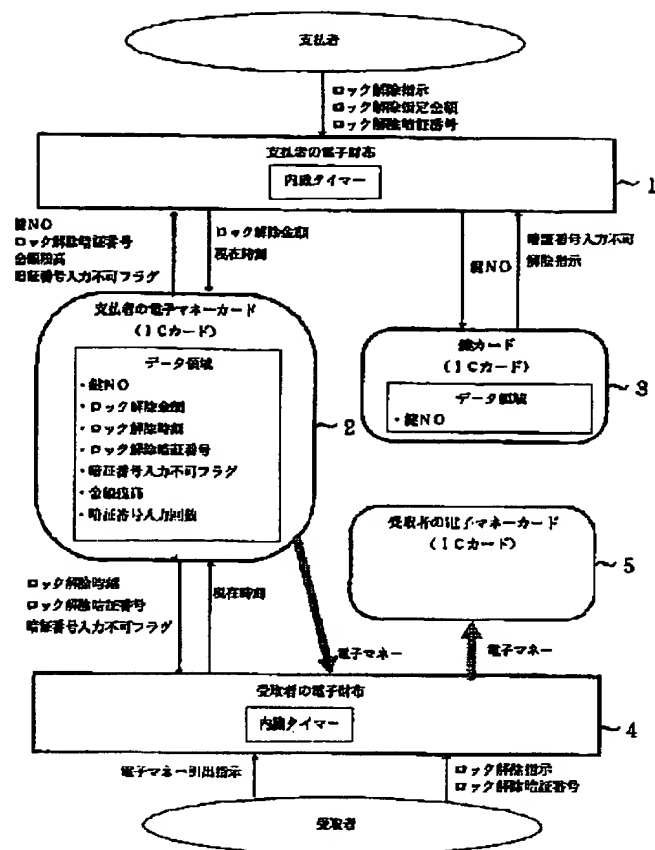 支払者
ロック解除指示
ロック解除指定金額
ロック解除暗証番号
支払者の電子財布
内蔵タイマー
1
鍵NO
ロック解除暗証番号
金額残高
暗証番号入力不可フラグ
ロック解除金額
現在時刻
鍵NO
暗証番号入力不可
解除指示
支払者の電子マネーカード
(ICカード)
データ領域
・鍵NO
・ロック解除金額
・ロック解除時刻
・ロック解除暗証番号
・暗証番号入力不可フラグ
・金額残高
・暗証番号入力回数
2
鍵カード
(ICカード)
データ領域
・鍵NO
3
受取者の電子マネーカード
(ICカード)
5
ロック解除時刻
ロック解除暗証番号
暗証番号入力不可フラグ
現在時刻
電子マネー
電子マネー
受取者の電子財布
内蔵タイマー
4
電子マネー引出指示
ロック解除指示
ロック解除暗証番号
受取者